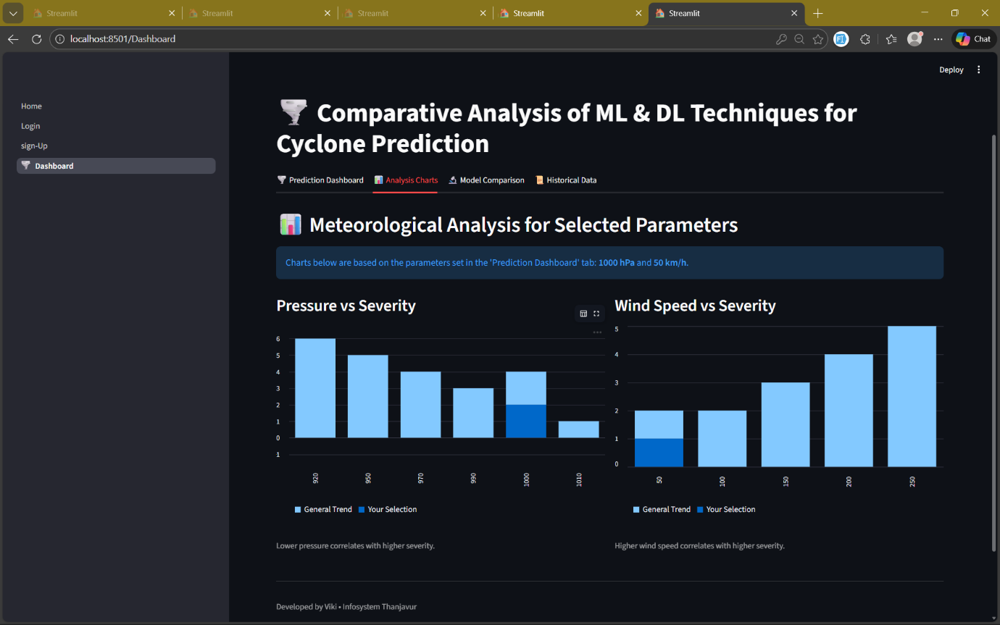 Streamlit
Streamlit
Streamlit
Streamlit
Streamlit
localhost:8501/Dashboard
Chat
Deploy
Home
Login
sign-Up
Dashboard
Comparative Analysis of ML & DL Techniques for
Cyclone Prediction
Prediction Dashboard
Analysis Charts
Model Comparison
Historical Data
Meteorological Analysis for Selected Parameters
Charts below are based on the parameters set in the 'Prediction Dashboard' tab: 1000 hPa and 50 km/h.
Pressure vs Severity
6
5
4
3
2
1
0
1
920
950
970
990
1000
1010
General Trend
Your Selection
Lower pressure correlates with higher severity.
Wind Speed vs Severity
5
4
3
2
1
0
50
100
150
200
250
General Trend
Your Selection
Higher wind speed correlates with higher severity.
Developed by Viki • Infosystem Thanjavur